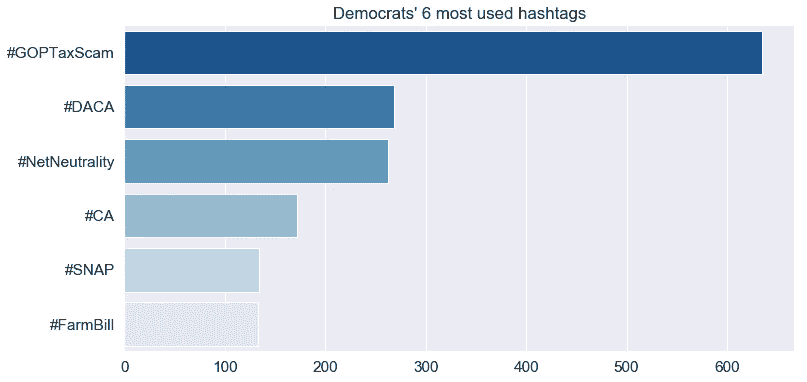 Democrats' 6 most used hashtags
#GOPTaxScam
#DACA
#NetNeutrality
#CA
#SNAP
#FarmBill
0 100 200 300 400 500 600